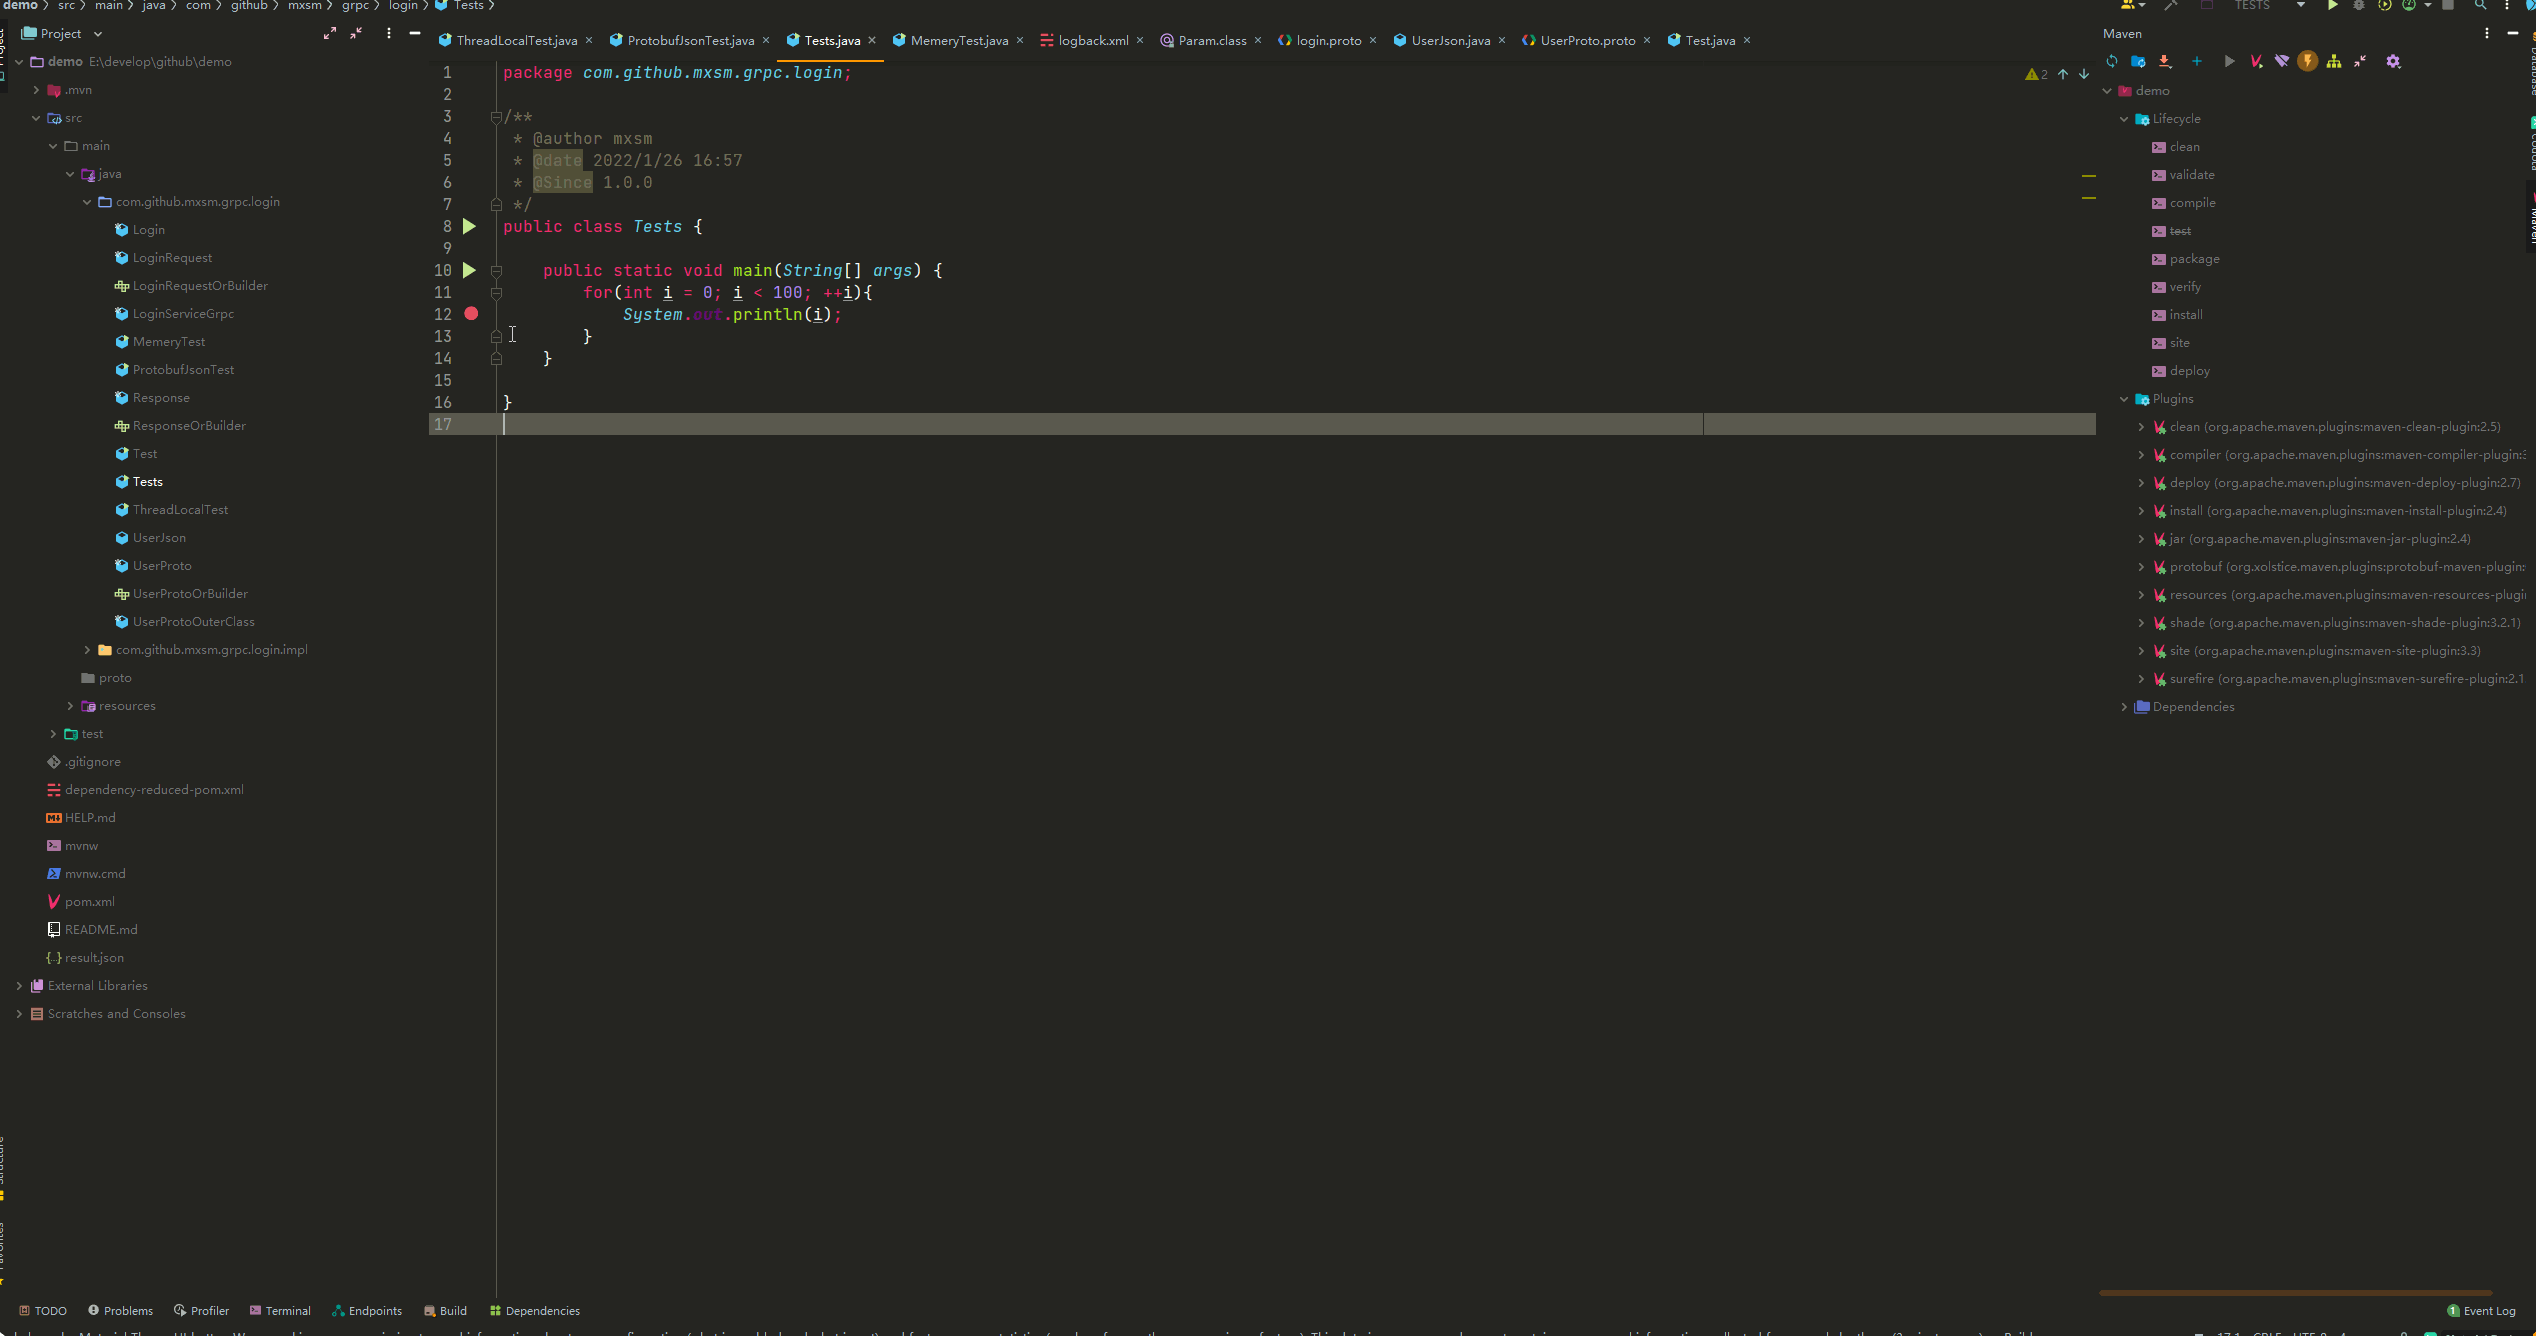 demo src main java com github mxsm grpc login Tests
TESTS
Project
demo E:\develop\github\demo
.mvn
src
main
java
com.github.mxsm.grpc.login
Login
LoginRequest
LoginRequestOrBuilder
LoginServiceGrpc
MemeryTest
ProtobufJsonTest
Response
ResponseOrBuilder
Test
Tests
ThreadLocalTest
UserJson
UserProto
UserProtoOrBuilder
UserProtoOuterClass
com.github.mxsm.grpc.login.impl
proto
resources
test
.gitignore
dependency-reduced-pom.xml
HELP.md
mvnw
mvnw.cmd
pom.xml
README.md
result.json
External Libraries
Scratches and Consoles
ThreadLocalTest.java ProtobufJsonTest.java Tests.java MemeryTest.java logback.xml Param.class login.proto UserJson.java UserProto.proto Test.java
1 package com.github.mxsm.grpc.login;
2
3 /**
4 * @author mxsm
5 * @date 2022/1/26 16:57
6 * @Since 1.0.0
7 */
8 public class Tests {
9
10 public static void main(String[] args) {
11 for(int i = 0; i < 100; ++i){
12 System.out.println(i);
13 }
14 }
15
16 }
17
2
Maven
demo
Lifecycle
clean
validate
compile
test
package
verify
install
site
deploy
Plugins
clean (org.apache.maven.plugins:maven-clean-plugin:2.5)
compiler (org.apache.maven.plugins:maven-compiler-plugin:3
deploy (org.apache.maven.plugins:maven-deploy-plugin:2.7)
install (org.apache.maven.plugins:maven-install-plugin:2.4)
jar (org.apache.maven.plugins:maven-jar-plugin:2.4)
protobuf (org.xolstice.maven.plugins:protobuf-maven-plugin:
resources (org.apache.maven.plugins:maven-resources-plugi
shade (org.apache.maven.plugins:maven-shade-plugin:3.2.1)
site (org.apache.maven.plugins:maven-site-plugin:3.3)
surefire (org.apache.maven.plugins:maven-surefire-plugin:2.1
Dependencies
TODO Problems Profiler Terminal Endpoints Build Dependencies
1 Event Log